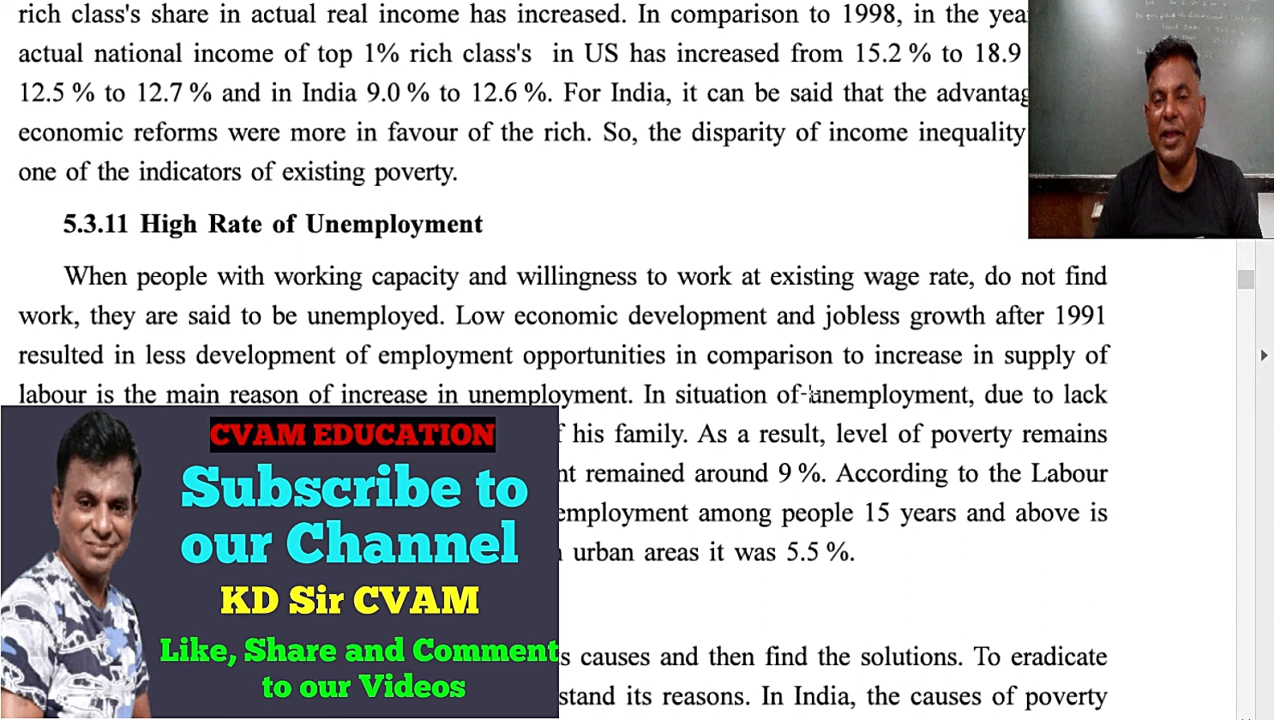 rich class's share in actual real income has increased. In comparison to 1998, in the yea
actual national income of top 1% rich class's in US has increased from 15.2 % to 18.9
12.5 % to 12.7 % and in India 9.0 % to 12.6 %. For India, it can be said that the advantag
economic reforms were more in favour of the rich. So, the disparity of income inequality
one of the indicators of existing poverty.
5.3.11 High Rate of Unemployment
When people with working capacity and willingness to work at existing wage rate, do not find
work, they are said to be unemployed. Low economic development and jobless growth after 1991
resulted in less development of employment opportunities in comparison to increase in supply of
labour is the main reason of increase in unemployment. In situation of unemployment, due to lack
f his family. As a result, level of poverty remains
nt remained around 9 %. According to the Labour
employment among people 15 years and above is
urban areas it was 5.5 %.
s causes and then find the solutions. To eradicate
stand its reasons. In India, the causes of poverty
CVAM EDUCATION
Subscribe to
our Channel
KD Sir CVAM
Like, Share and Comment
to our Videos